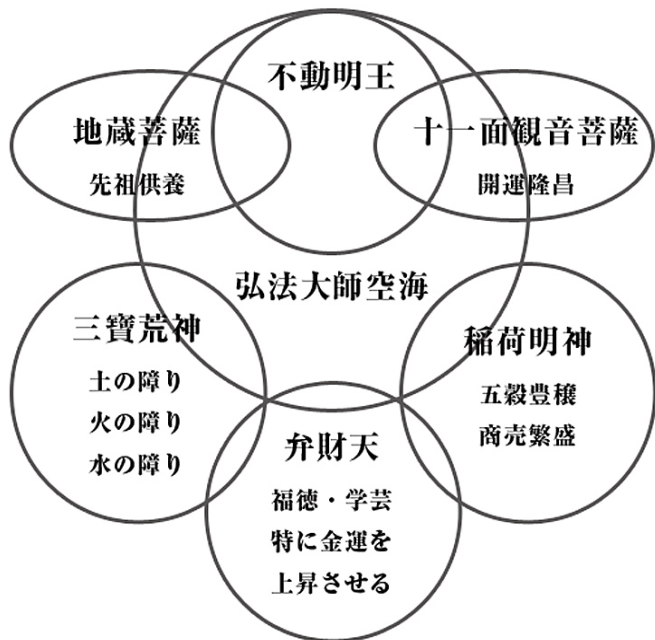 不動明王
地蔵菩薩
先祖供養
十一面観音菩薩
開運隆昌
弘法大師空海
三寶荒神
土の障り
火の障り
水の障り
稲荷明神
五穀豊穣
商売繁盛
弁財天
福徳・学芸
特に金運を
上昇させる